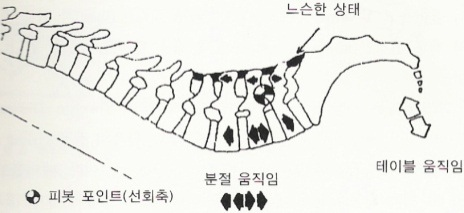 느슨한 상태
테이블 움직임
분절 움직임
피봇 포인트(선회축)